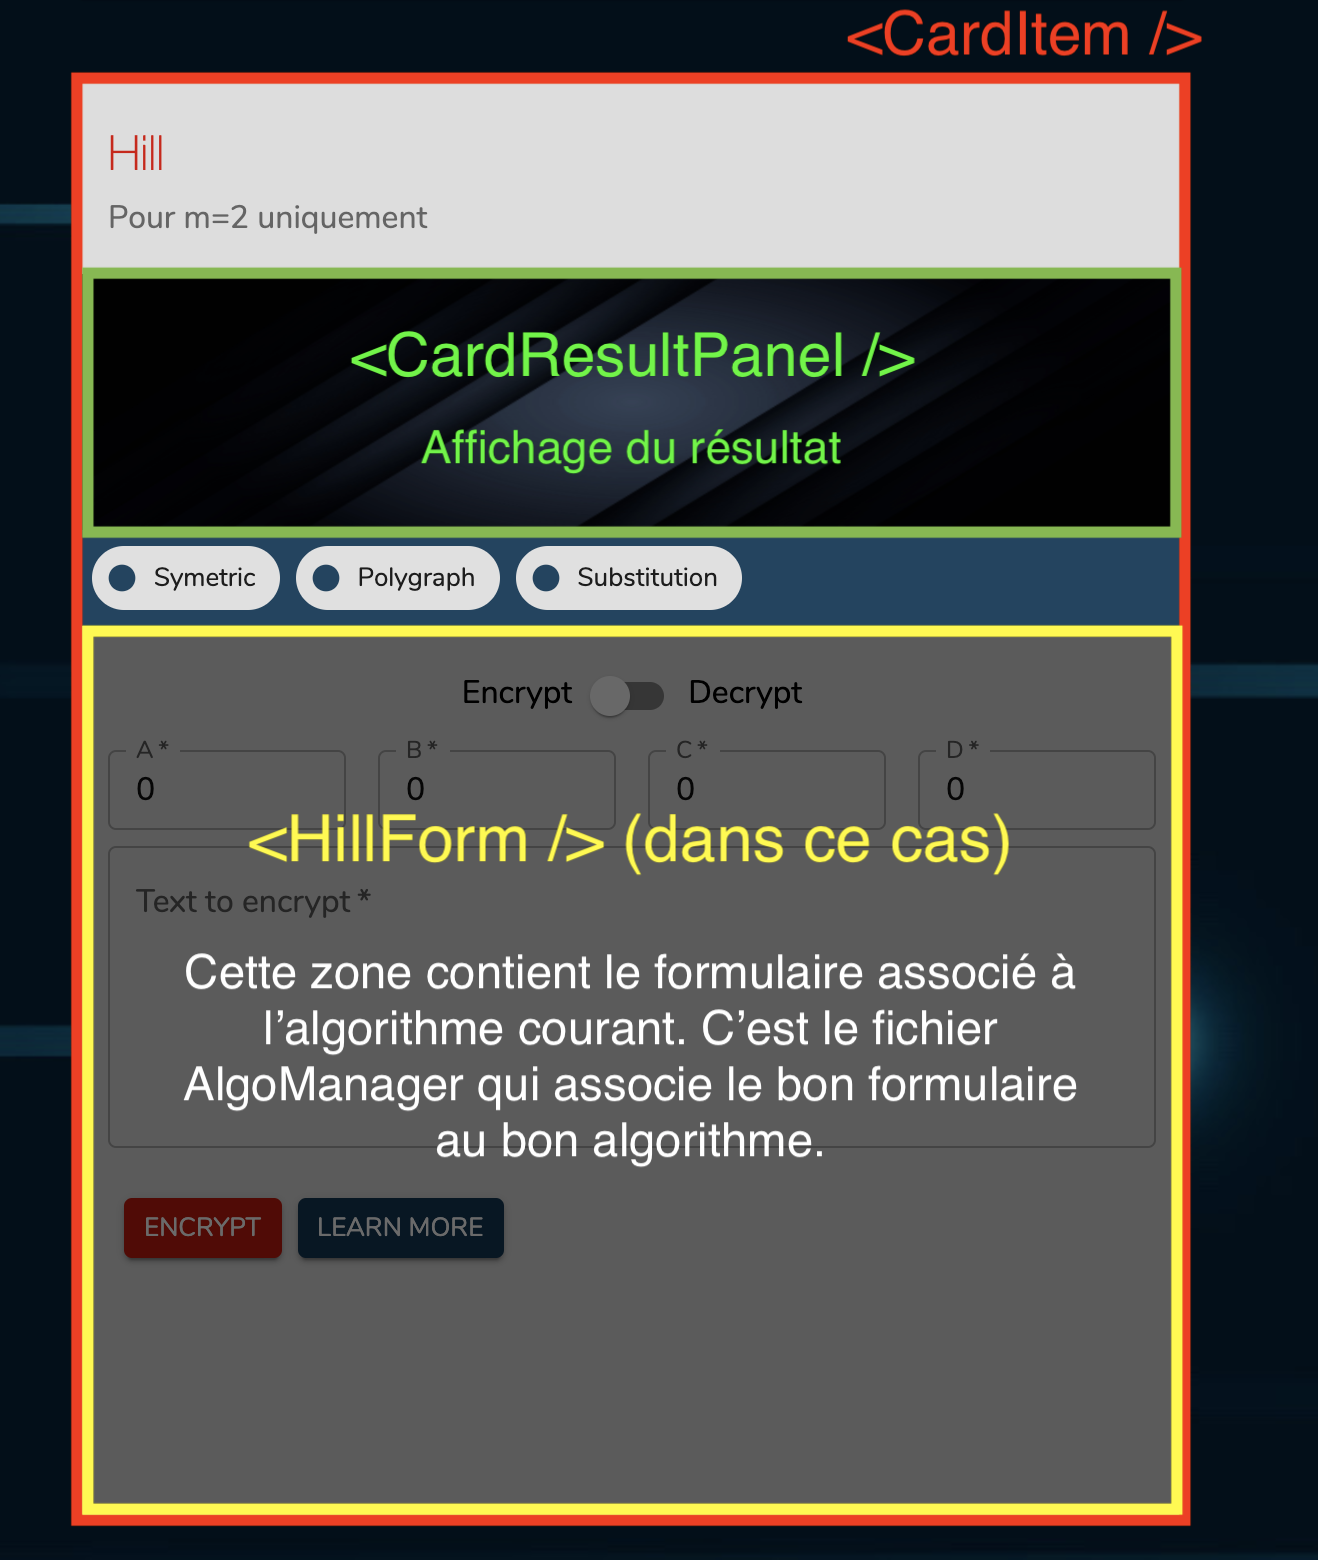 <CardItem />
Hill
Pour m=2 uniquement
<CardResultPanel />
Affichage du résultat
Symetric Polygraph Substitution
Encrypt Decrypt
A * B * C * D *
0 0 0 0
<HillForm /> (dans ce cas)
Text to encrypt *
Cette zone contient le formulaire associé à
l’algorithme courant. C’est le fichier
AlgoManager qui associe le bon formulaire
au bon algorithme.
ENCRYPT LEARN MORE